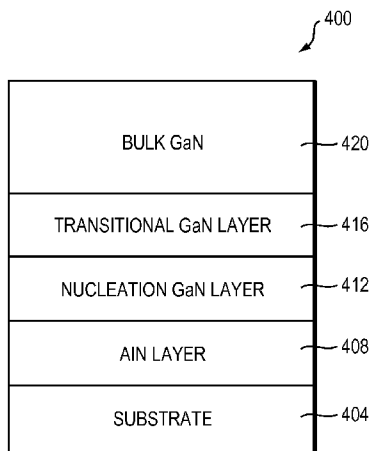 400
BULK GaN 420
TRANSITIONAL GaN LAYER 416
NUCLEATION GaN LAYER 412
AlN LAYER 408
SUBSTRATE 404